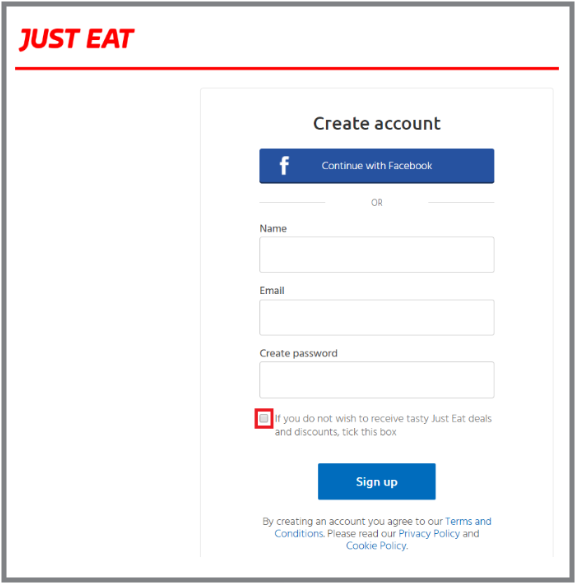 JUST EAT
Create account
f Continue with Facebook
OR
Name
Email
Create password
If you do not wish to receive tasty Just Eat deals
and discounts, tick this box
Sign up
By creating an account you agree to our Terms and
Conditions. Please read our Privacy Policy and
Cookie Policy.